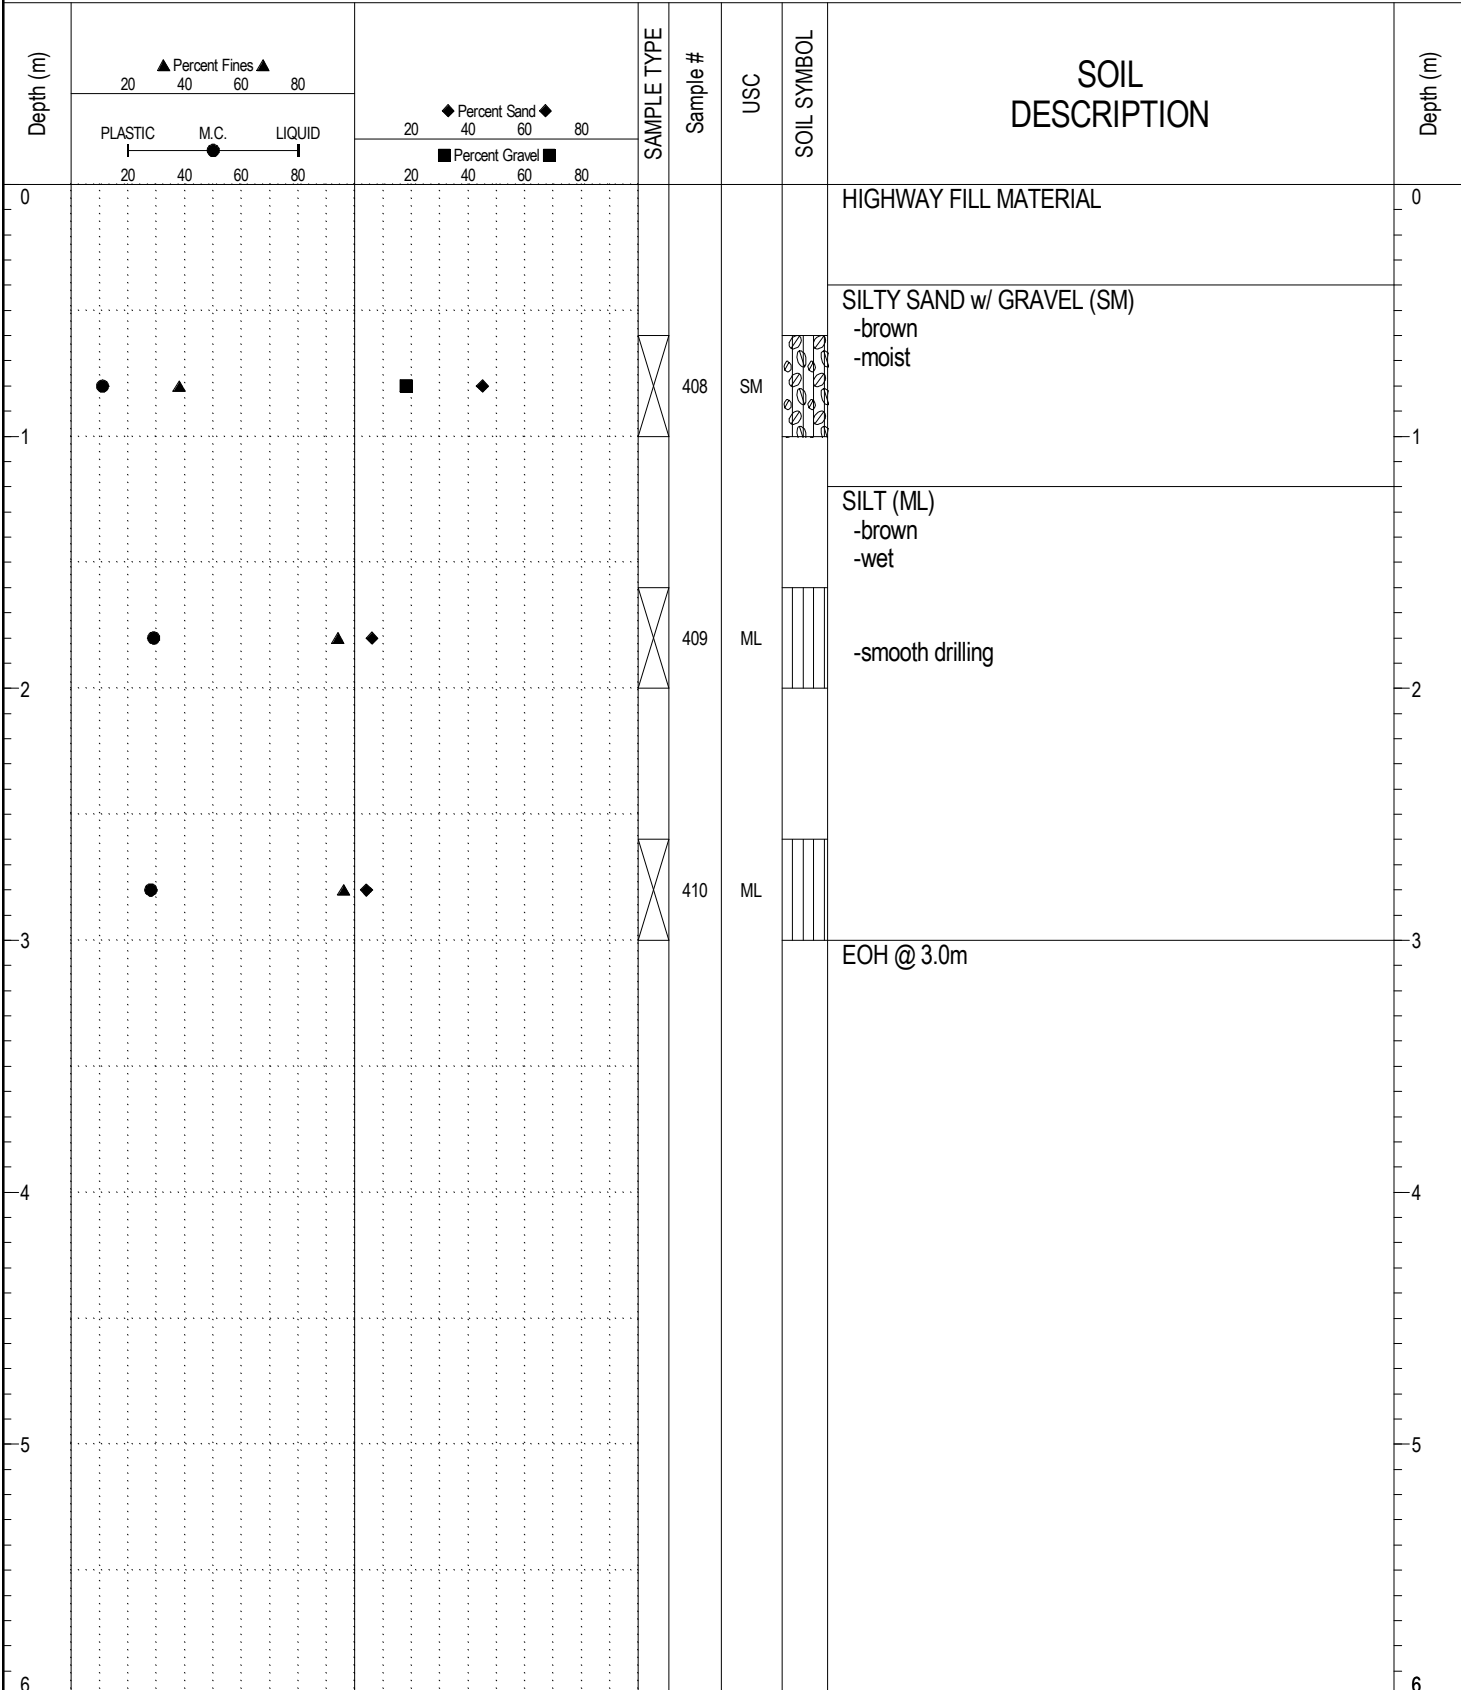 Depth (m)
▲ Percent Fines ▲
20 40 60 80
PLASTIC M.C. LIQUID
20 40 60 80
◆ Percent Sand ◆
20 40 60 80
■ Percent Gravel ■
20 40 60 80
SAMPLE TYPE
Sample #
USC
SOIL SYMBOL
SOIL
DESCRIPTION
Depth (m)
0 HIGHWAY FILL MATERIAL 0
SILTY SAND w/ GRAVEL (SM)
-brown
-moist
408 SM
1 1
SILT (ML)
-brown
-wet
409 ML
-smooth drilling
2 2
410 ML
3 3
EOH @ 3.0m
4 4
5 5
6 6